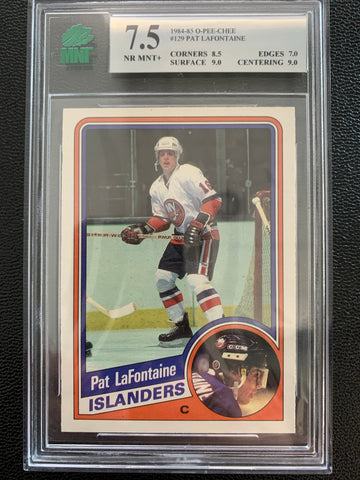 MNT
7.5
NR MNT+
1984-85 O-PEE-CHEE
#129 PAT LAFONTAINE
CORNERS 8.5 EDGES 7.0
SURFACE 9.0 CENTERING 9.0
Pat LaFontaine
ISLANDERS
C